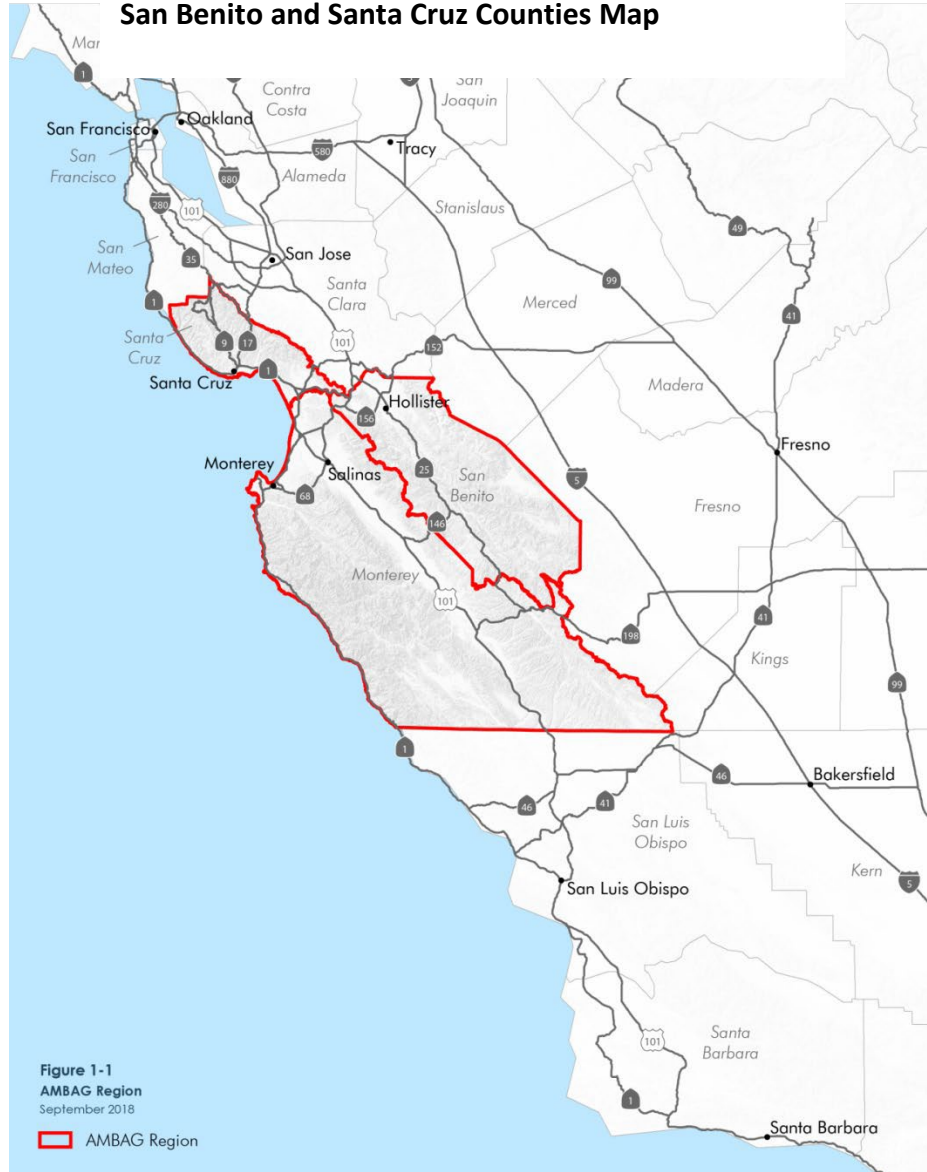 San Benito and Santa Cruz Counties Map
Mar
1
Contra
Costa
San
Joaquin
Oakland
San Francisco
San
Francisco
580
Tracy
Alameda
880
Stanislaus
49
280
101
San
Mateo
35
San Jose
99
Santa
Clara
Merced
41
1
Santa
Cruz
9
17
101
152
Santa Cruz
1
Madera
Hollister
156
Fresno
Monterey
Salinas
25
San
Benito
5
68
Fresno
146
Monterey
101
41
198
Kings
99
1
46
Bakersfield
46
41
San Luis
Obispo
Kern
5
San Luis Obispo
Santa
Barbara
101
Figure 1-1
AMBAG Region
September 2018
1
Santa Barbara
AMBAG Region